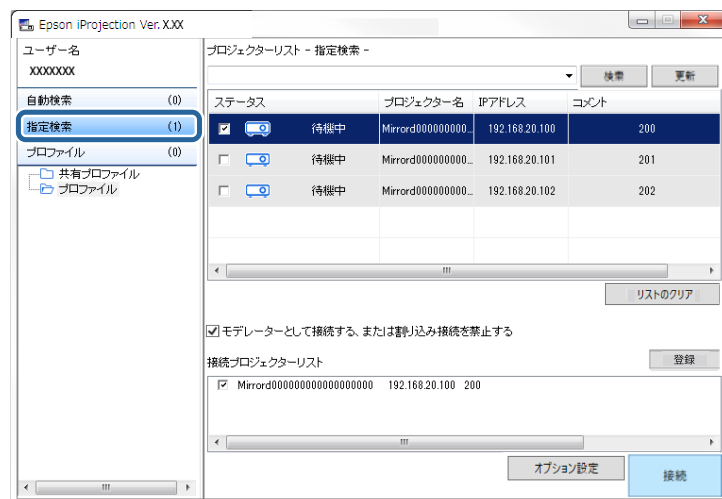 Epson iProjection Ver. X.XX
ユーザー名
XXXXXXX
自動検索 (0)
指定検索 (1)
プロファイル (0)
共有プロファイル
プロファイル
プロジェクターリスト - 指定検索 -
検索 更新
ステータス プロジェクター名 IPアドレス コメント
待機中 Mirrord000000000... 192.168.20.100 200
待機中 Mirrord000000000... 192.168.20.101 201
待機中 Mirrord000000000... 192.168.20.102 202
リストのクリア
モデレーターとして接続する、または割り込み接続を禁止する
接続プロジェクターリスト 登録
Mirrord000000000000000000 192.168.20.100 200
オプション設定 接続